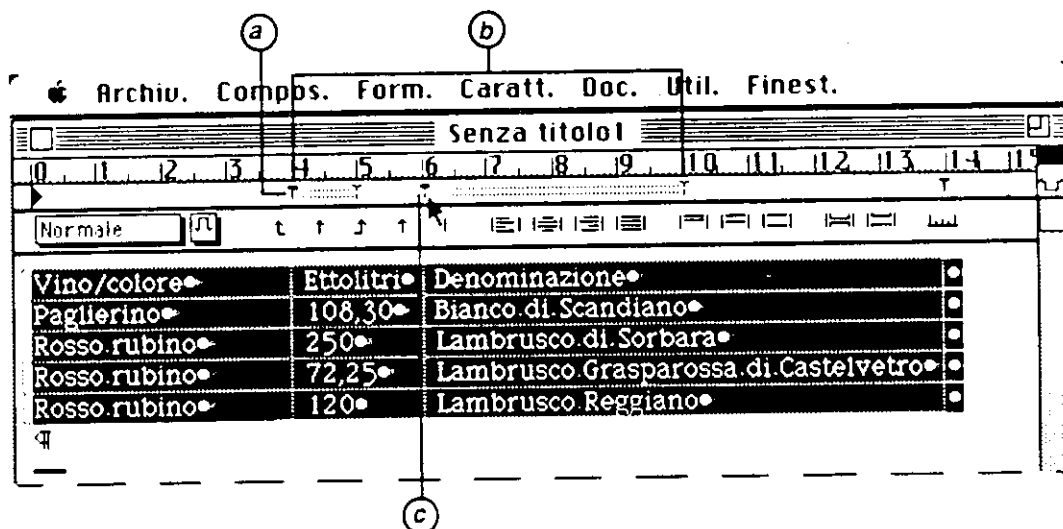 a b
Archiv. Compos. Form. Caratt. Doc. Util. Finest.
Senza titolo1
0 1 2 3 4 5 6 7 8 9 10 11 12 13 14 15
Normale
Vino/colore Ettolitri Denominazione
Paglierino 108,30 Bianco.di.Scandiano
Rosso.rubino 250 Lambrusco.di.Sorbara
Rosso.rubino 72,25 Lambrusco.Grasparossa.di.Castelvetro
Rosso.rubino 120 Lambrusco.Reggiano
¶
c